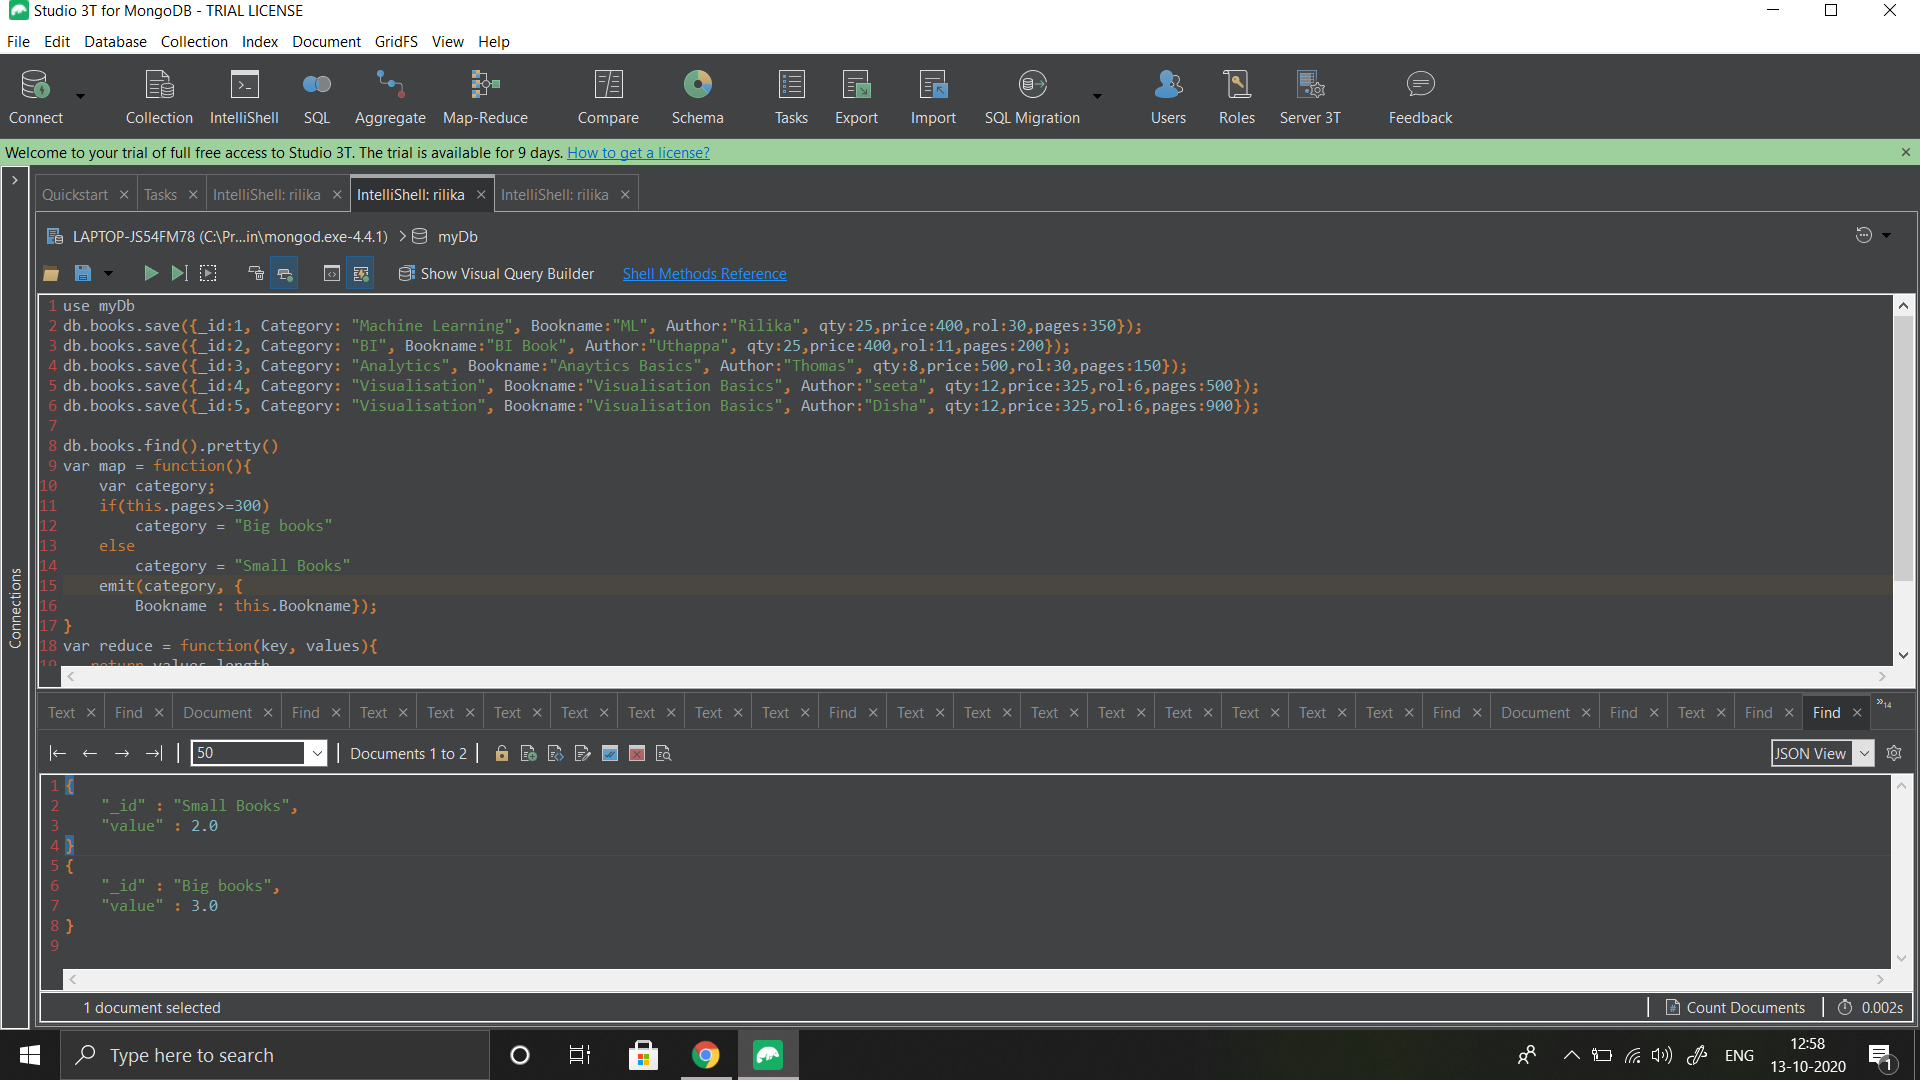 Studio 3T for MongoDB - TRIAL LICENSE
File Edit Database Collection Index Document GridFS View Help
Connect Collection IntelliShell SQL Aggregate Map-Reduce Compare Schema Tasks Export Import SQL Migration Users Roles Server 3T Feedback
Welcome to your trial of full free access to Studio 3T. The trial is available for 9 days. How to get a license?
Quickstart Tasks IntelliShell: rilika IntelliShell: rilika IntelliShell: rilika
LAPTOP-JS54FM78 (C:\Pr...in\mongod.exe-4.4.1) > myDb
Show Visual Query Builder Shell Methods Reference
1 use myDb
2 db.books.save({_id:1, Category: "Machine Learning", Bookname:"ML", Author:"Rilika", qty:25,price:400,rol:30,pages:350});
3 db.books.save({_id:2, Category: "BI", Bookname:"BI Book", Author:"Uthappa", qty:25,price:400,rol:11,pages:200});
4 db.books.save({_id:3, Category: "Analytics", Bookname:"Anaytics Basics", Author:"Thomas", qty:8,price:500,rol:30,pages:150});
5 db.books.save({_id:4, Category: "Visualisation", Bookname:"Visualisation Basics", Author:"seeta", qty:12,price:325,rol:6,pages:500});
6 db.books.save({_id:5, Category: "Visualisation", Bookname:"Visualisation Basics", Author:"Disha", qty:12,price:325,rol:6,pages:900});
7
8 db.books.find().pretty()
9 var map = function(){
10 var category;
11 if(this.pages>=300)
12 category = "Big books"
13 else
14 category = "Small Books"
15 emit(category, {
16 Bookname : this.Bookname});
17 }
18 var reduce = function(key, values){
19 return values.length
Connections
Text Find Document Find Text Text Text Text Text Text Text Find Text Text Text Text Text Text Text Text Find Document Find Text Find Find »14
50 Documents 1 to 2 JSON View
1 {
2 "_id" : "Small Books",
3 "value" : 2.0
4 }
5 {
6 "_id" : "Big books",
7 "value" : 3.0
8 }
9
1 document selected Count Documents 0.002s
Type here to search ENG 12:58
13-10-2020 1